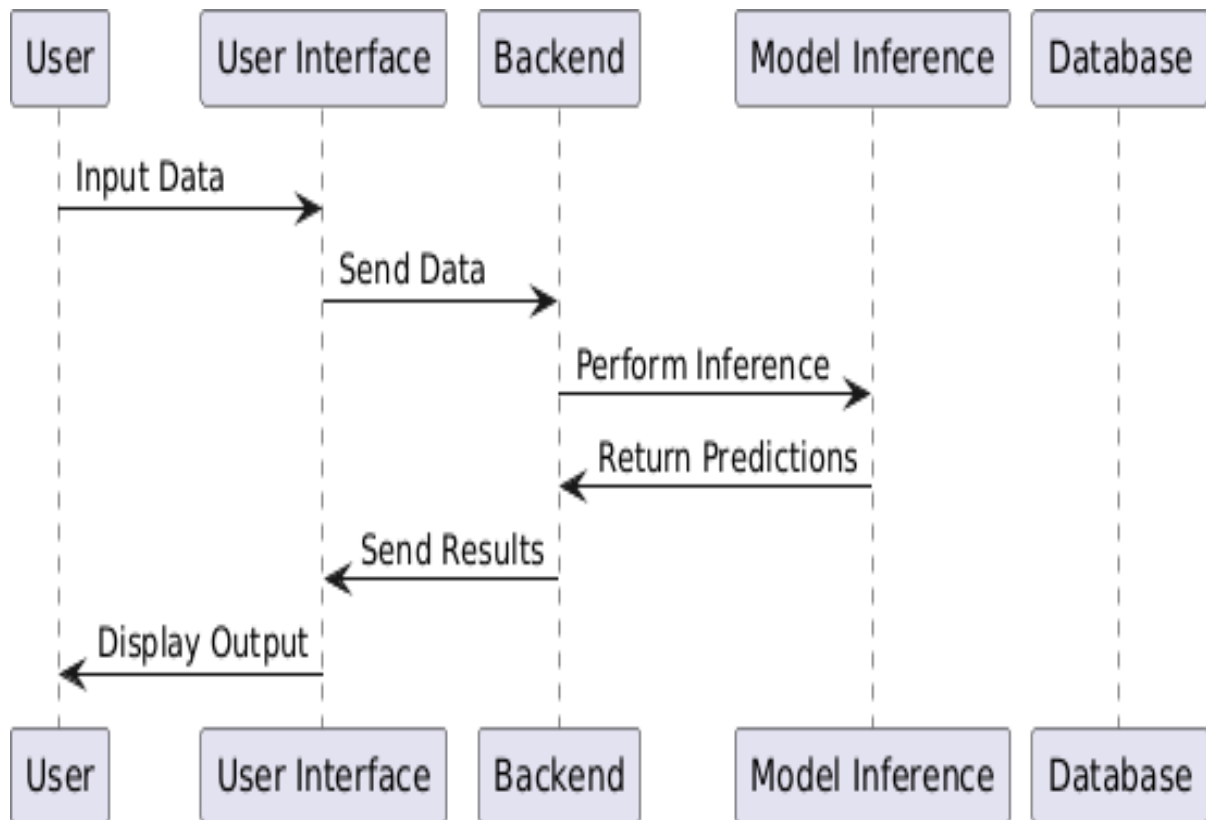 User User Interface Backend Model Inference Database
Input Data
Send Data
Perform Inference
Return Predictions
Send Results
Display Output
User User Interface Backend Model Inference Database